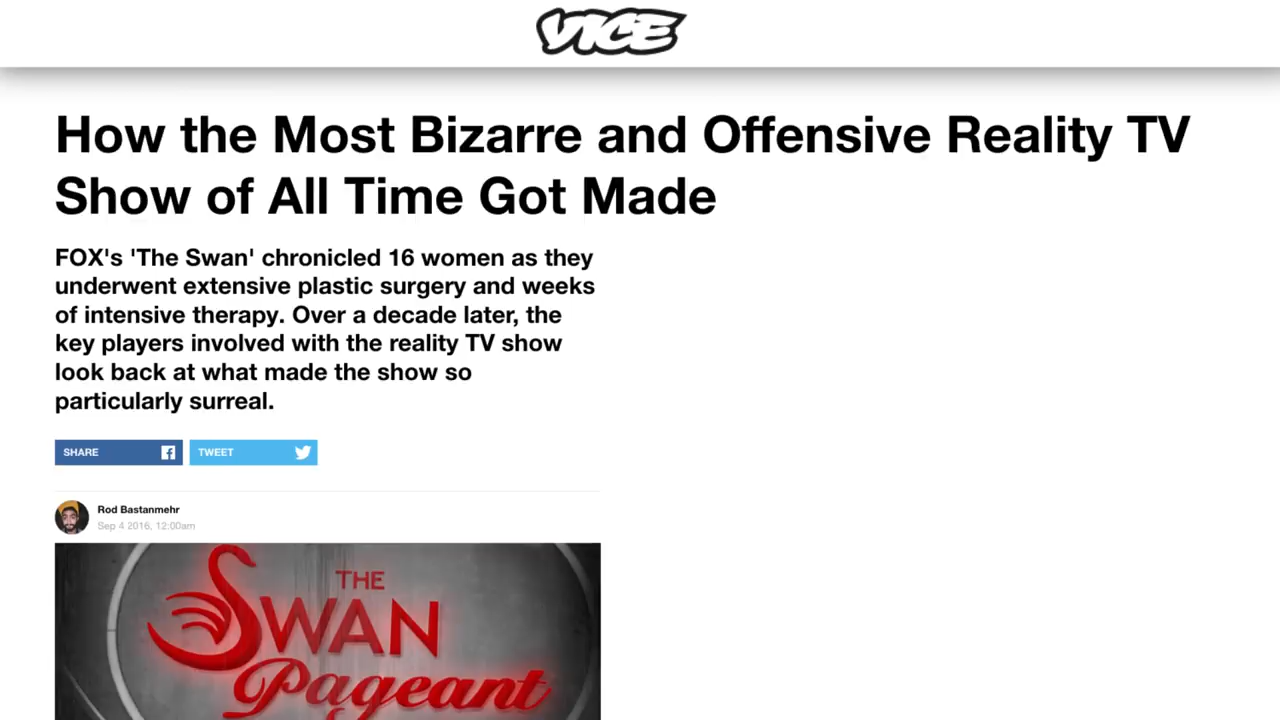 VICE
How the Most Bizarre and Offensive Reality TV
Show of All Time Got Made
FOX's 'The Swan' chronicled 16 women as they
underwent extensive plastic surgery and weeks
of intensive therapy. Over a decade later, the
key players involved with the reality TV show
look back at what made the show so
particularly surreal.
SHARE TWEET
Rod Bastanmehr
Sep 4 2016, 12:00am
THE
SWAN
Pageant